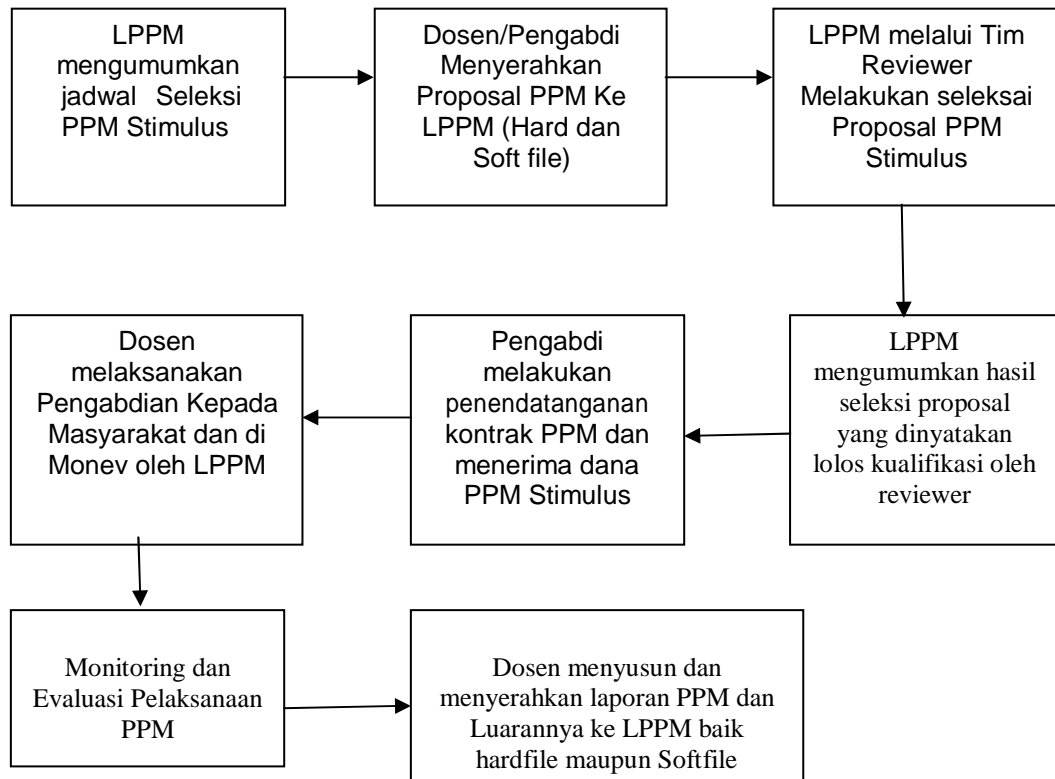 LPPM
mengumumkan
jadwal Seleksi
PPM Stimulus
Dosen/Pengabdi
Menyerahkan
Proposal PPM Ke
LPPM (Hard dan
Soft file)
LPPM melalui Tim
Reviewer
Melakukan seleksai
Proposal PPM
Stimulus
LPPM
mengumumkan hasil
seleksi proposal
yang dinyatakan
lolos kualifikasi oleh
reviewer
Pengabdi
melakukan
penendatanganan
kontrak PPM dan
menerima dana
PPM Stimulus
Dosen
melaksanakan
Pengabdian Kepada
Masyarakat dan di
Monev oleh LPPM
Monitoring dan
Evaluasi Pelaksanaan
PPM
Dosen menyusun dan
menyerahkan laporan PPM dan
Luarannya ke LPPM baik
hardfile maupun Softfile